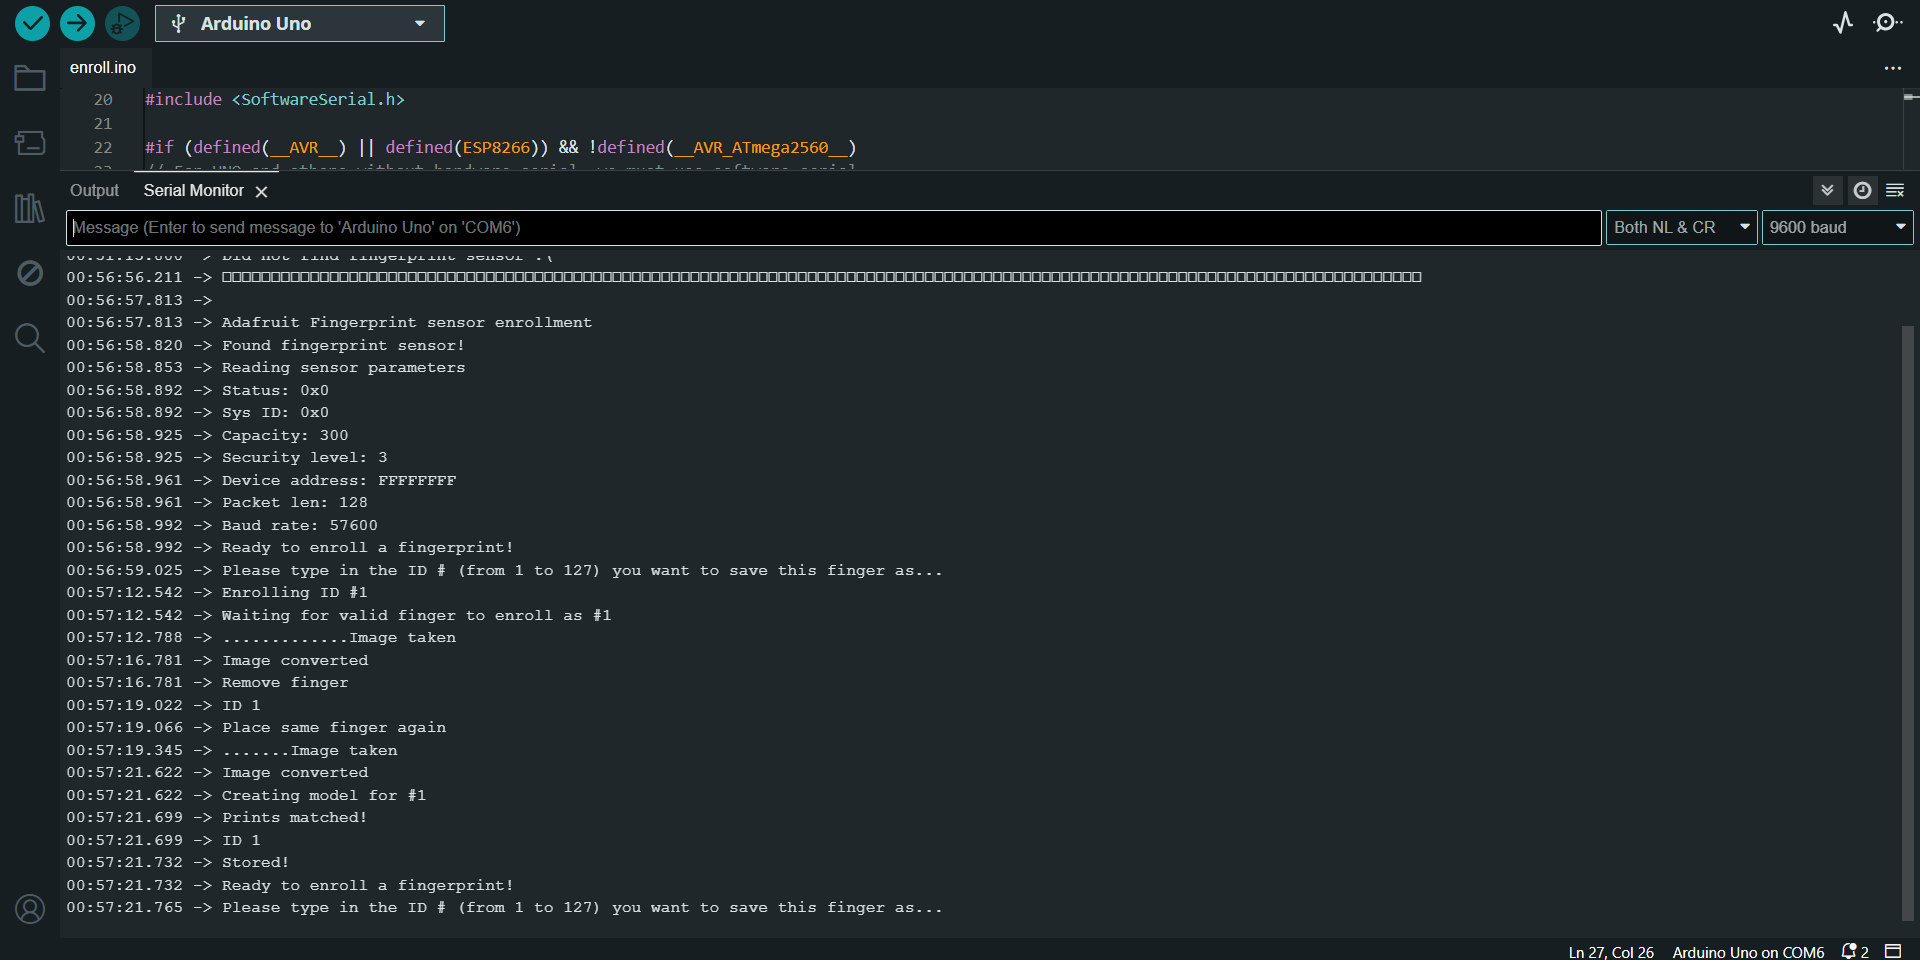 Arduino Uno
enroll.ino
20 #include <SoftwareSerial.h>
21
22 #if (defined(__AVR__) || defined(ESP8266)) && !defined(__AVR_ATmega2560__)
Output Serial Monitor
Message (Enter to send message to 'Arduino Uno' on 'COM6') Both NL & CR 9600 baud
00:56:56.211 ->
00:56:57.813 ->
00:56:57.813 -> Adafruit Fingerprint sensor enrollment
00:56:58.820 -> Found fingerprint sensor!
00:56:58.853 -> Reading sensor parameters
00:56:58.892 -> Status: 0x0
00:56:58.892 -> Sys ID: 0x0
00:56:58.925 -> Capacity: 300
00:56:58.925 -> Security level: 3
00:56:58.961 -> Device address: FFFFFFFF
00:56:58.961 -> Packet len: 128
00:56:58.992 -> Baud rate: 57600
00:56:58.992 -> Ready to enroll a fingerprint!
00:56:59.025 -> Please type in the ID # (from 1 to 127) you want to save this finger as...
00:57:12.542 -> Enrolling ID #1
00:57:12.542 -> Waiting for valid finger to enroll as #1
00:57:12.788 -> .............Image taken
00:57:16.781 -> Image converted
00:57:16.781 -> Remove finger
00:57:19.022 -> ID 1
00:57:19.066 -> Place same finger again
00:57:19.345 -> .......Image taken
00:57:21.622 -> Image converted
00:57:21.622 -> Creating model for #1
00:57:21.699 -> Prints matched!
00:57:21.699 -> ID 1
00:57:21.732 -> Stored!
00:57:21.732 -> Ready to enroll a fingerprint!
00:57:21.765 -> Please type in the ID # (from 1 to 127) you want to save this finger as...
Ln 27, Col 26 Arduino Uno on COM6 2